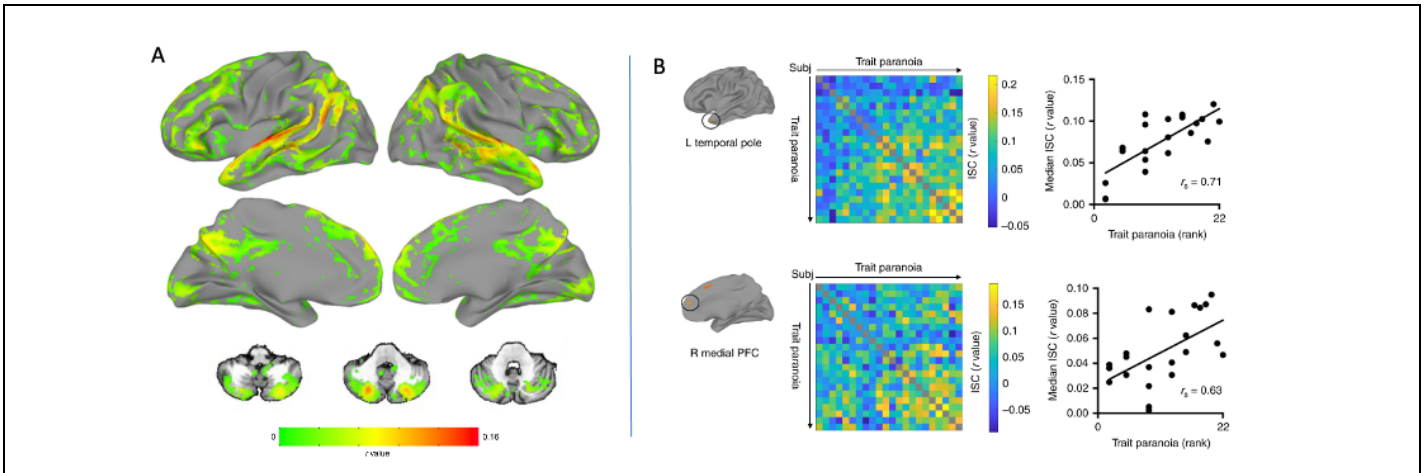 A
0
0.16
r value
B
Subj
Trait paranoia
Trait paranoia
L temporal pole
0.2
0.15
0.1
0.05
0
–0.05
ISC (r value)
0.15
0.10
0.05
0.00
Median ISC (r value)
rs = 0.71
0
22
Trait paranoia (rank)
Subj
Trait paranoia
Trait paranoia
R medial PFC
0.15
0.1
0.05
0
–0.05
ISC (r value)
0.10
0.08
0.06
0.04
0.02
0.00
Median ISC (r value)
rs = 0.63
0
22
Trait paranoia (rank)